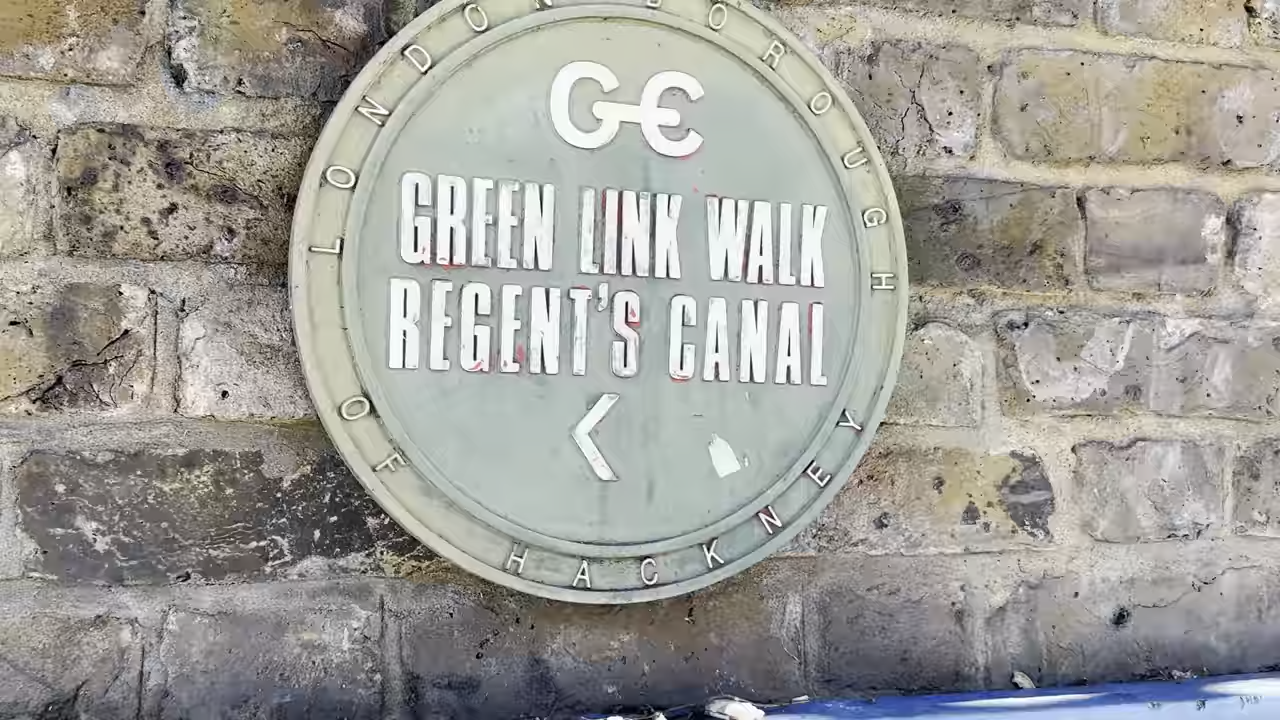 LONDON BOROUGH
GREEN LINK WALK
REGENT'S CANAL
<
OF HACKNEY